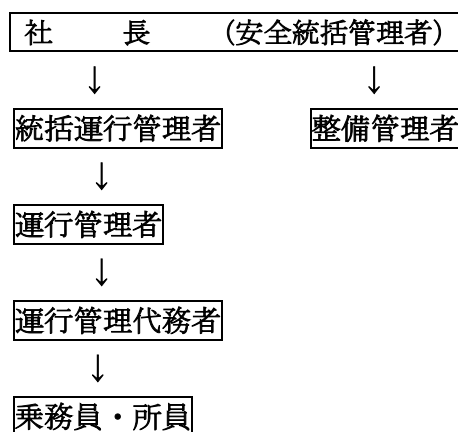 社　　長　　（安全統括管理者）
↓　↓
統括運行管理者　整備管理者
↓
運行管理者
↓
運行管理代務者
↓
乗務員・所員